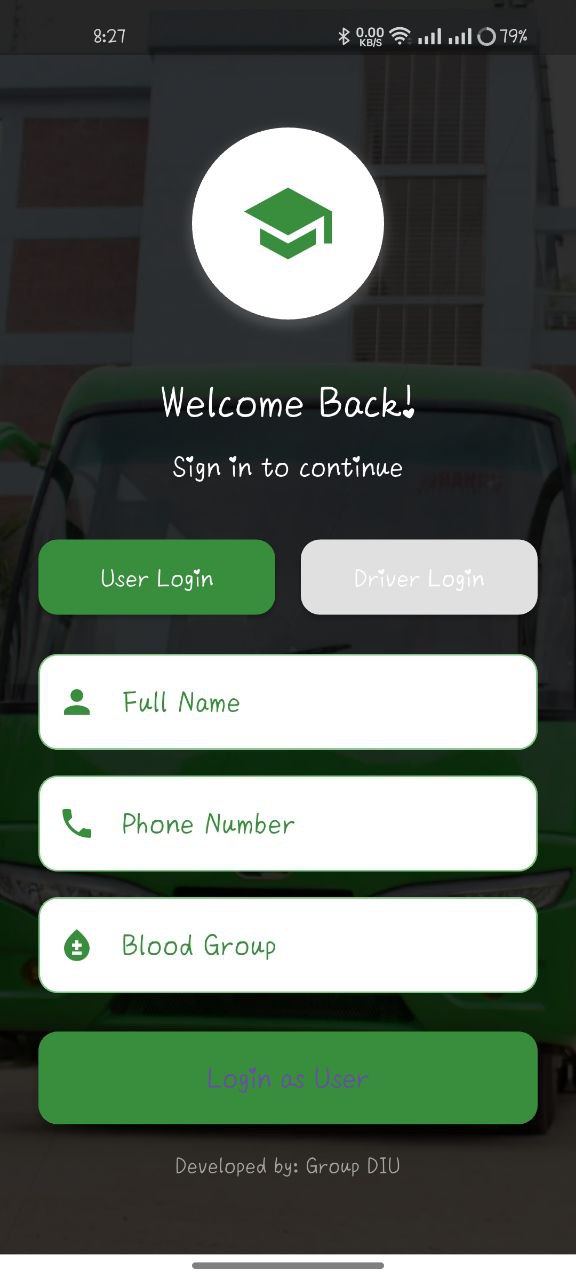 8:27
0.00
KB/S
79%
Welcome Back!
Sign in to continue
User Login
Driver Login
Full Name
Phone Number
Blood Group
Login as User
Developed by: Group DIU